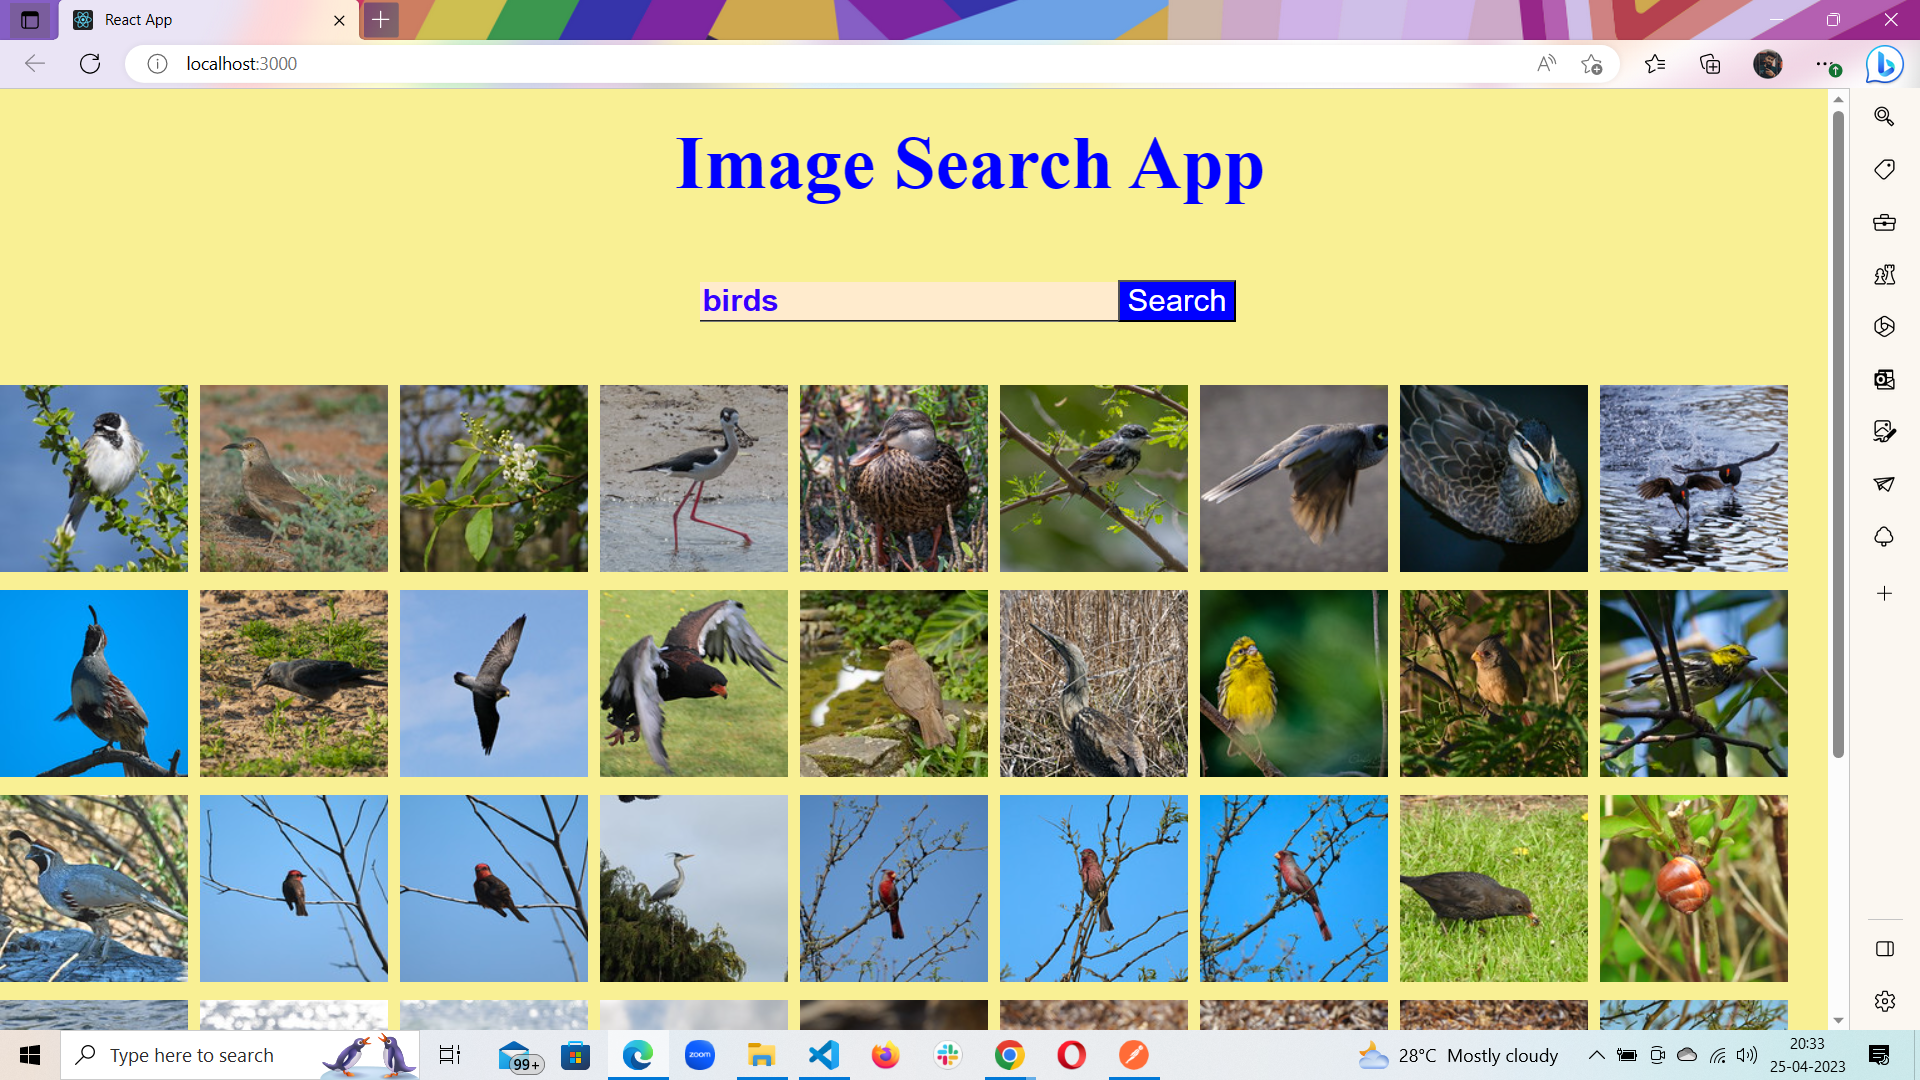 React App
localhost:3000
Image Search App
birds
Search
Type here to search
99+
zoom
28°C Mostly cloudy
20:33
25-04-2023